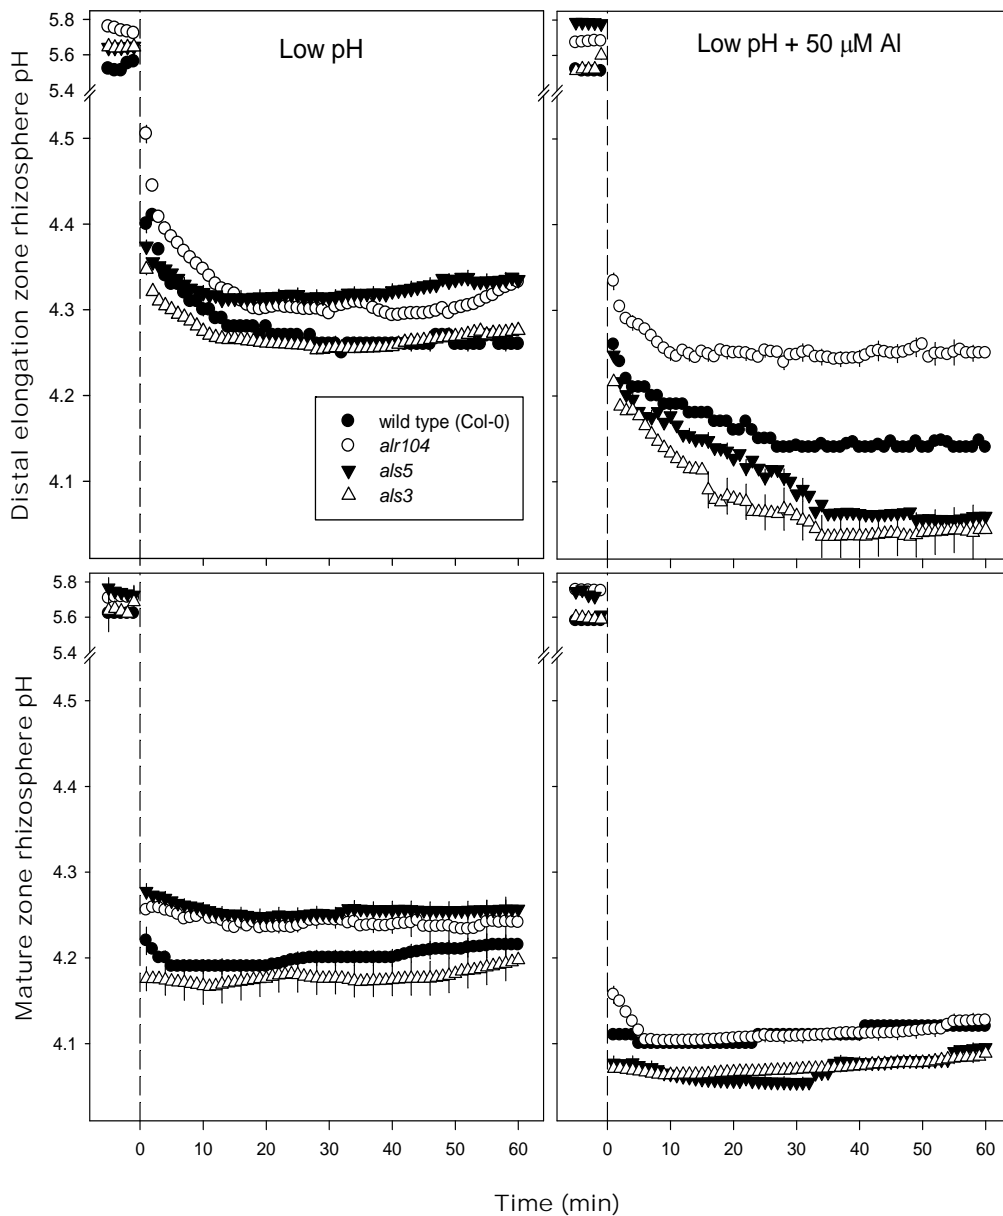 Low pH
Low pH + 50 μM Al
Distal elongation zone rhizosphere pH
5.8
5.6
5.4
4.5
4.4
4.3
4.2
4.1
wild type (Col-0)
alr104
als5
als3
Mature zone rhizosphere pH
5.8
5.6
5.4
4.5
4.4
4.3
4.2
4.1
0 10 20 30 40 50 60
0 10 20 30 40 50 60
Time (min)